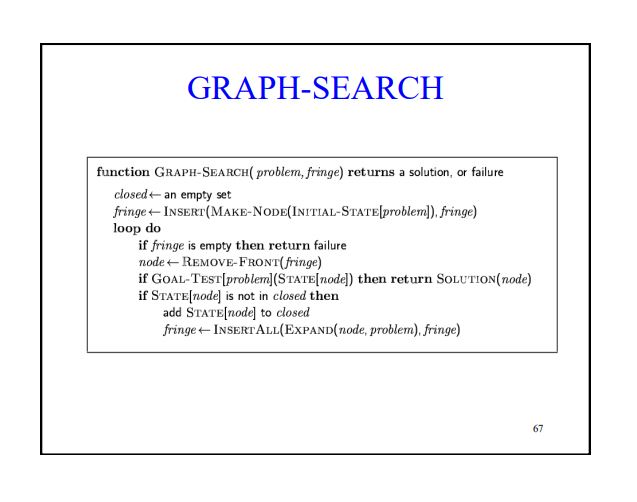 GRAPH-SEARCH
function GRAPH-SEARCH( problem, fringe) returns a solution, or failure
closed ← an empty set
fringe ← INSERT(MAKE-NODE(INITIAL-STATE[problem]), fringe)
loop do
if fringe is empty then return failure
node ← REMOVE-FRONT(fringe)
if GOAL-TEST[problem](STATE[node]) then return SOLUTION(node)
if STATE[node] is not in closed then
add STATE[node] to closed
fringe ← INSERTALL(EXPAND(node, problem), fringe)
67